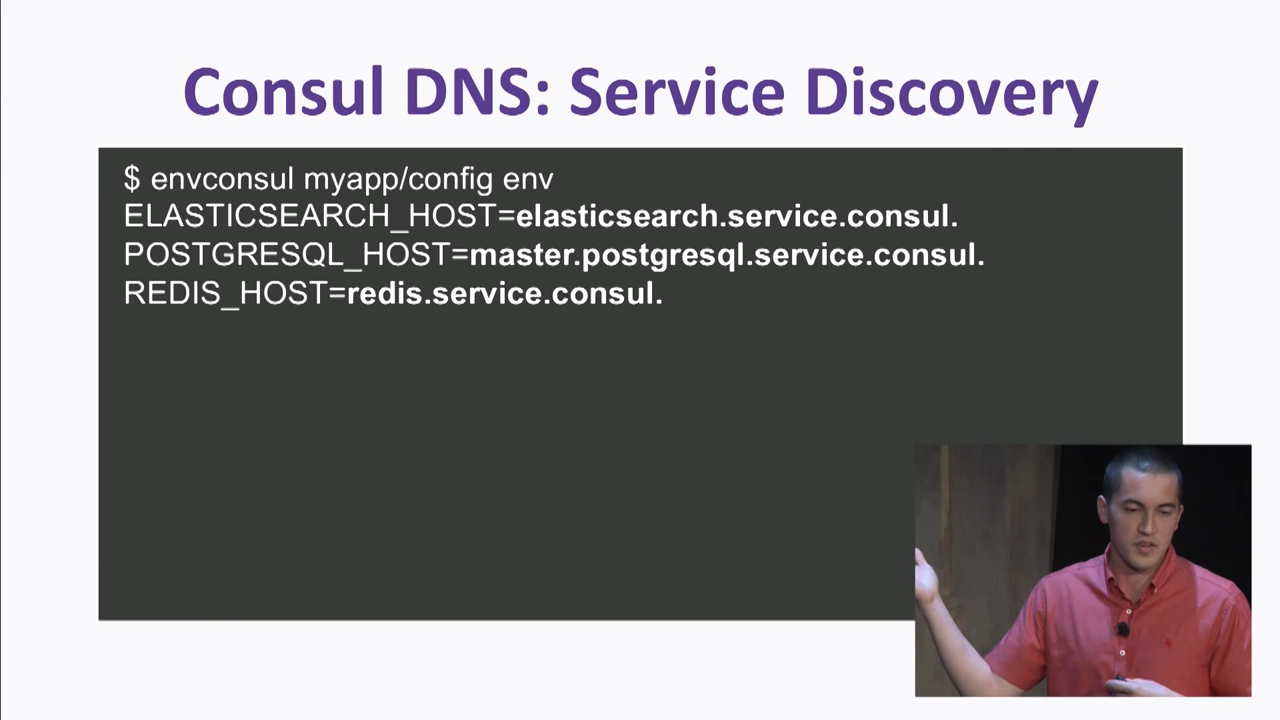 Consul DNS: Service Discovery
$ envconsul myapp/config env
ELASTICSEARCH_HOST=elasticsearch.service.consul.
POSTGRESQL_HOST=master.postgresql.service.consul.
REDIS_HOST=redis.service.consul.